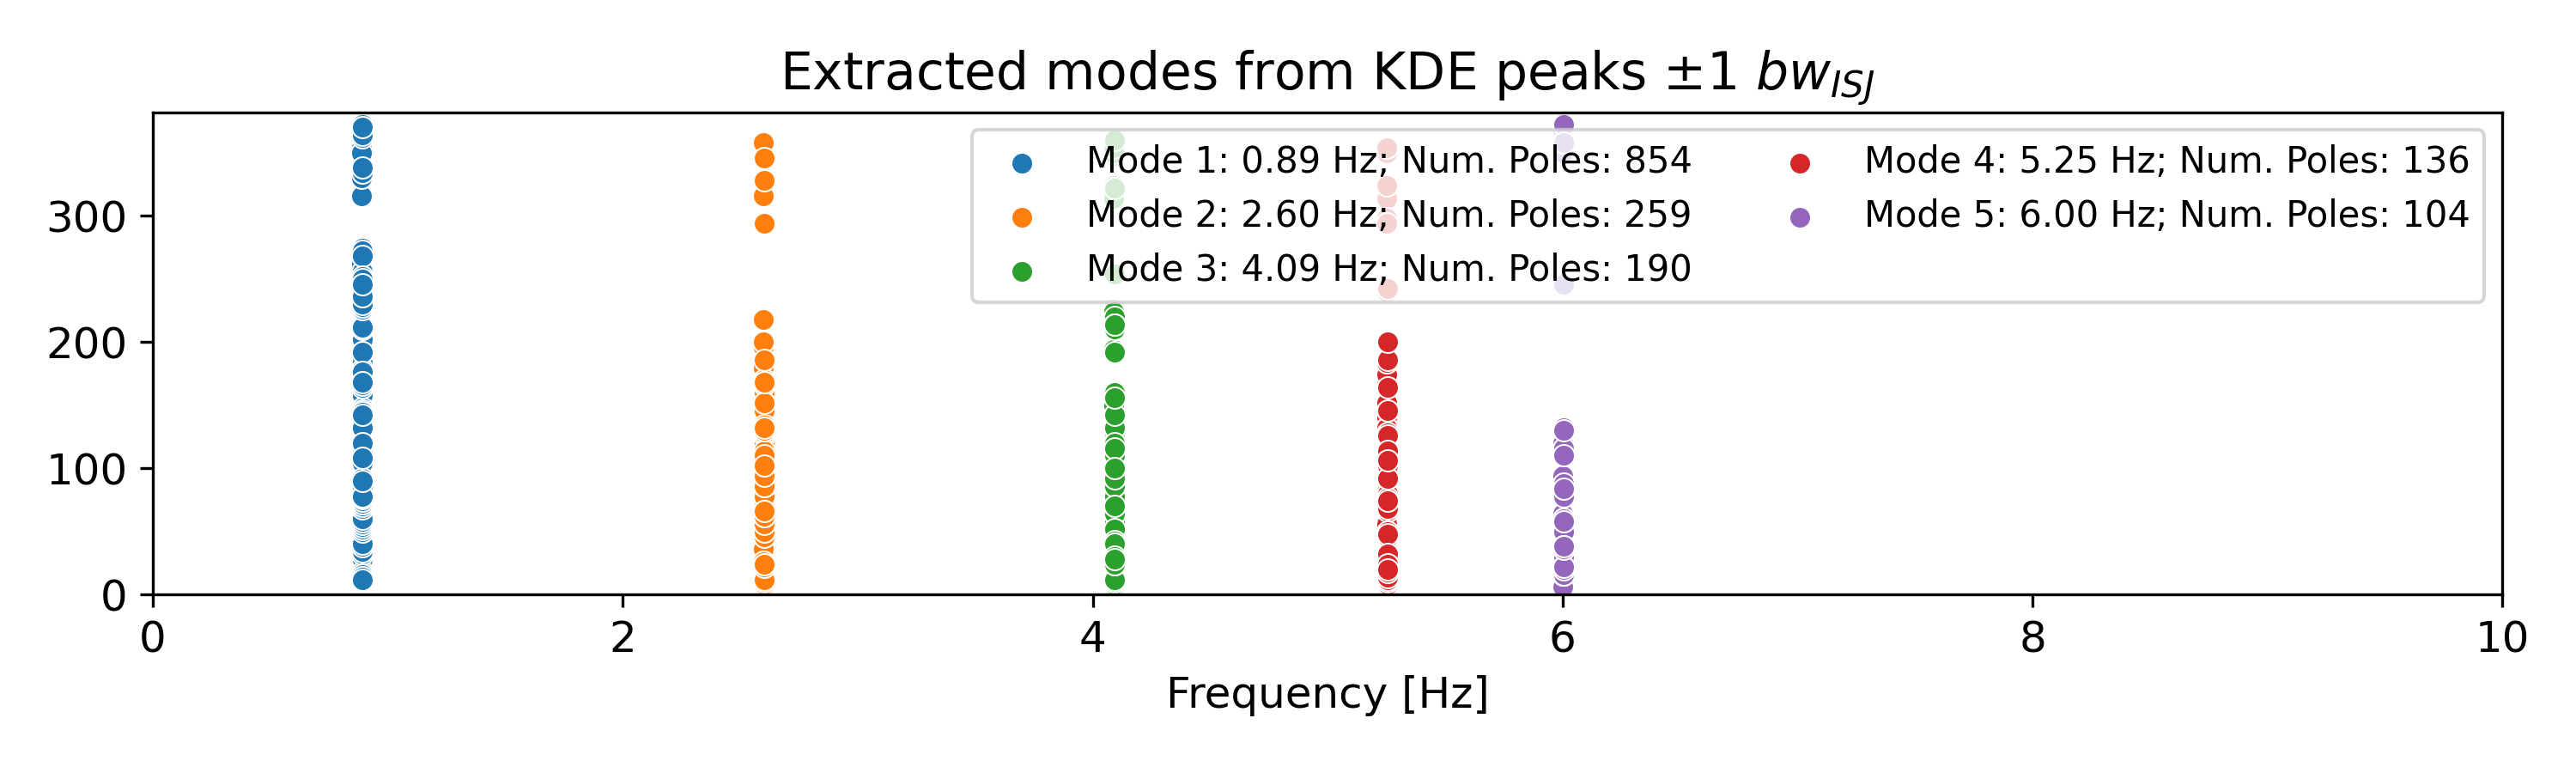 Extracted modes from KDE peaks ±1 bw_ISJ
Mode 1: 0.89 Hz; Num. Poles: 854
Mode 2: 2.60 Hz; Num. Poles: 259
Mode 3: 4.09 Hz; Num. Poles: 190
Mode 4: 5.25 Hz; Num. Poles: 136
Mode 5: 6.00 Hz; Num. Poles: 104
300
200
100
0
0 2 4 6 8 10
Frequency [Hz]